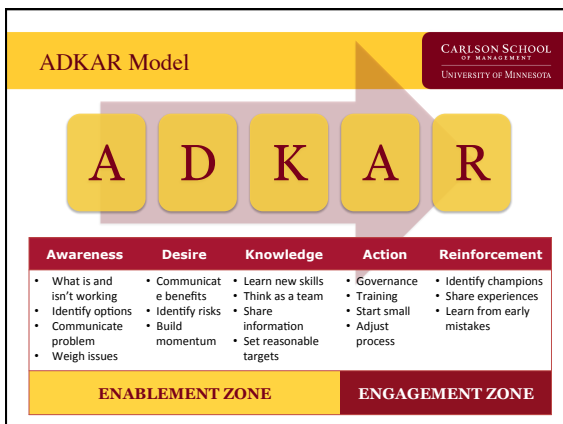 ADKAR Model
CARLSON SCHOOL
OF MANAGEMENT
UNIVERSITY OF MINNESOTA
A D K A R
Awareness Desire Knowledge Action Reinforcement
• What is and
isn't working
• Identify options
• Communicate
problem
• Weigh issues
• Communicat
e benefits
• Identify risks
• Build
momentum
• Learn new skills
• Think as a team
• Share
information
• Set reasonable
targets
• Governance
• Training
• Start small
• Adjust
process
• Identify champions
• Share experiences
• Learn from early
mistakes
ENABLEMENT ZONE ENGAGEMENT ZONE